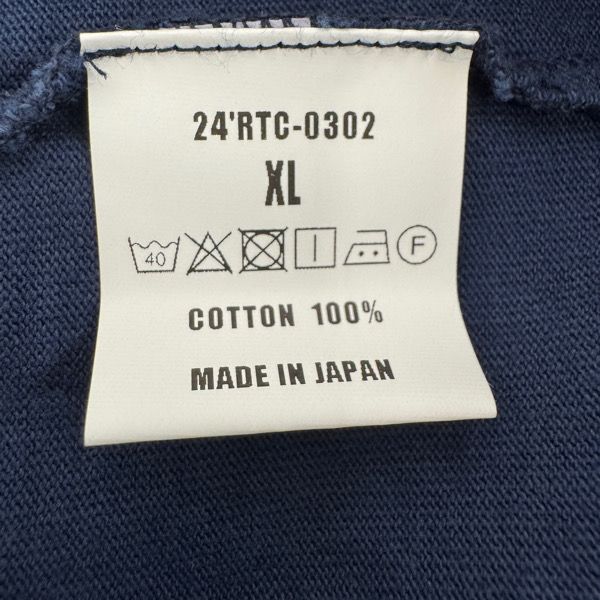 24'RTC-0302
XL
40 F
COTTON 100%
MADE IN JAPAN